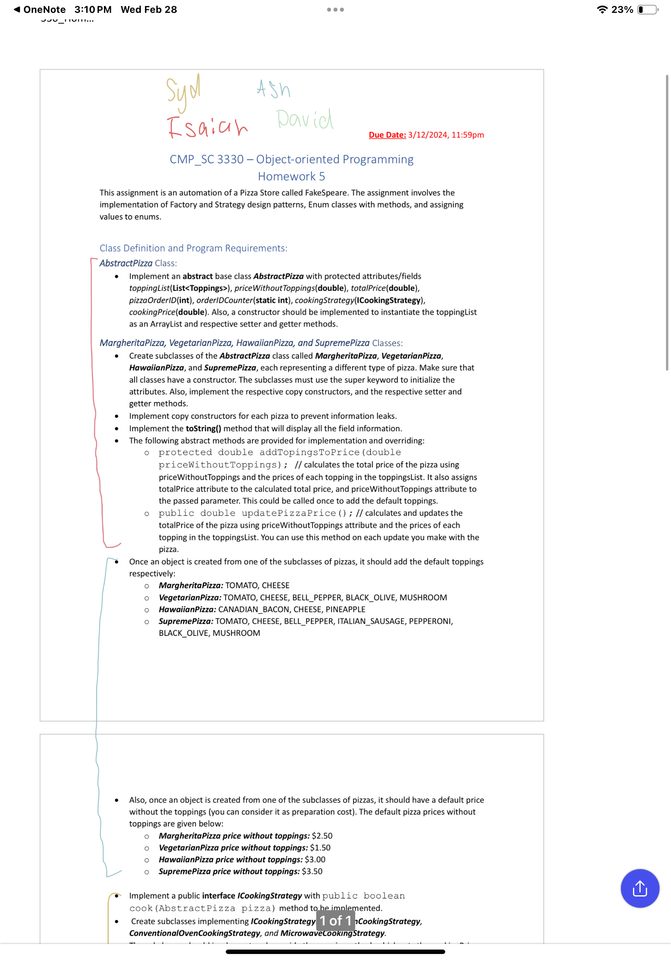 ◀ OneNote 3:10 PM Wed Feb 28 23%
Syd Ash
Isaiah David
Due Date: 3/12/2024, 11:59pm
CMP_SC 3330 – Object-oriented Programming
Homework 5
This assignment is an automation of a Pizza Store called FakeSpeare. The assignment involves the
implementation of Factory and Strategy design patterns, Enum classes with methods, and assigning
values to enums.
Class Definition and Program Requirements:
AbstractPizza Class:
• Implement an abstract base class AbstractPizza with protected attributes/fields
toppingList(List<Toppings>), priceWithoutToppings(double), totalPrice(double),
pizzaOrderID(int), orderIDCounter(static int), cookingStrategy(ICookingStrategy),
cookingPrice(double). Also, a constructor should be implemented to instantiate the toppingList
as an ArrayList and respective setter and getter methods.
MargheritaPizza, VegetarianPizza, HawaiianPizza, and SupremePizza Classes:
• Create subclasses of the AbstractPizza class called MargheritaPizza, VegetarianPizza,
HawaiianPizza, and SupremePizza, each representing a different type of pizza. Make sure that
all classes have a constructor. The subclasses must use the super keyword to initialize the
attributes. Also, implement the respective copy constructors, and the respective setter and
getter methods.
• Implement copy constructors for each pizza to prevent information leaks.
• Implement the toString() method that will display all the field information.
• The following abstract methods are provided for implementation and overriding:
o protected double addTopingsToPrice(double
priceWithoutToppings); // calculates the total price of the pizza using
priceWithoutToppings and the prices of each topping in the toppingsList. It also assigns
totalPrice attribute to the calculated total price, and priceWithoutToppings attribute to
the passed parameter. This could be called once to add the default toppings.
o public double updatePizzaPrice(); // calculates and updates the
totalPrice of the pizza using priceWithoutToppings attribute and the prices of each
topping in the toppingsList. You can use this method on each update you make with the
pizza.
• Once an object is created from one of the subclasses of pizzas, it should add the default toppings
respectively:
o MargheritaPizza: TOMATO, CHEESE
o VegetarianPizza: TOMATO, CHEESE, BELL_PEPPER, BLACK_OLIVE, MUSHROOM
o HawaiianPizza: CANADIAN_BACON, CHEESE, PINEAPPLE
o SupremePizza: TOMATO, CHEESE, BELL_PEPPER, ITALIAN_SAUSAGE, PEPPERONI,
BLACK_OLIVE, MUSHROOM
• Also, once an object is created from one of the subclasses of pizzas, it should have a default price
without the toppings (you can consider it as preparation cost). The default pizza prices without
toppings are given below:
o MargheritaPizza price without toppings: $2.50
o VegetarianPizza price without toppings: $1.50
o HawaiianPizza price without toppings: $3.00
o SupremePizza price without toppings: $3.50
• Implement a public interface ICookingStrategy with public boolean
cook(AbstractPizza pizza) method to be implemented.
• Create subclasses implementing ICookingStrategy 1 of 1 nCookingStrategy,
ConventionalOvenCookingStrategy, and MicrowaveCookingStrategy.